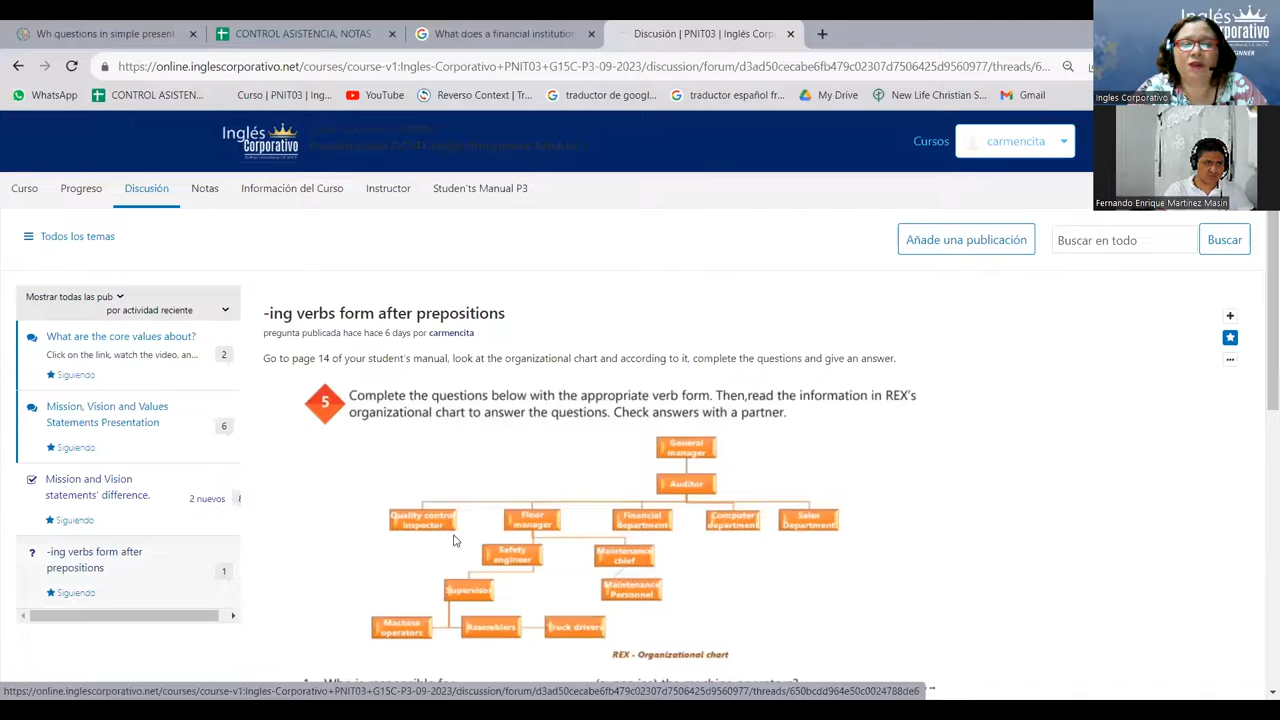 Wh questions in simple present
CONTROL ASISTENCIA, NOTAS
What does a financial institution
Discusión | PNIT03 | Inglés Corp
https://online.inglescorporativo.net/courses/course-v1:Ingles-Corporativo+PNIT03+G15C-P3-09-2023/discussion/forum/d3ad50cecabe6fb479c02307d7506425d9560977/threads/6...
WhatsApp
CONTROL ASISTEN...
Curso | PNIT03 | Ing...
YouTube
Reverso Context | Tr...
traductor de googl...
traductor español fr...
My Drive
New Life Christian S...
Gmail
Inglés
Corporativo
Ingles Corporativo
Fernando Enrique Martínez Masin
Inglés
Corporativo
Cursos
carmencita
Curso
Progreso
Discusión
Notas
Información del Curso
Instructor
Studen'ts Manual P3
Todos los temas
Añade una publicación
Buscar en todo
Buscar
Mostrar todas las pub
por actividad reciente
What are the core values about?
Click on the link, watch the video, an...
2
Siguiendo
Mission, Vision and Values
Statements Presentation
6
Siguiendo
Mission and Vision
statements' difference.
2 nuevos
Siguiendo
-ing verbs form after
prepositions
1
Siguiendo
-ing verbs form after prepositions
pregunta publicada hace hace 6 days por carmencita
Go to page 14 of your student's manual, look at the organizational chart and according to it, complete the questions and give an answer.
5
Complete the questions below with the appropriate verb form. Then,read the information in REX's
organizational chart to answer the questions. Check answers with a partner.
General
manager
Auditor
Quality control
inspector
Floor
manager
Financial
department
Computer
department
Sales
Department
Safety
engineer
Maintenance
chief
Supervisor
Maintenance
Personnel
Machine
operators
Assemblers
Truck drivers
REX - Organizational chart
https://online.inglescorporativo.net/courses/course-v1:Ingles-Corporativo+PNIT03+G15C-P3-09-2023/discussion/forum/d3ad50cecabe6fb479c02307d7506425d9560977/threads/650bcdd964e50c0024788de6